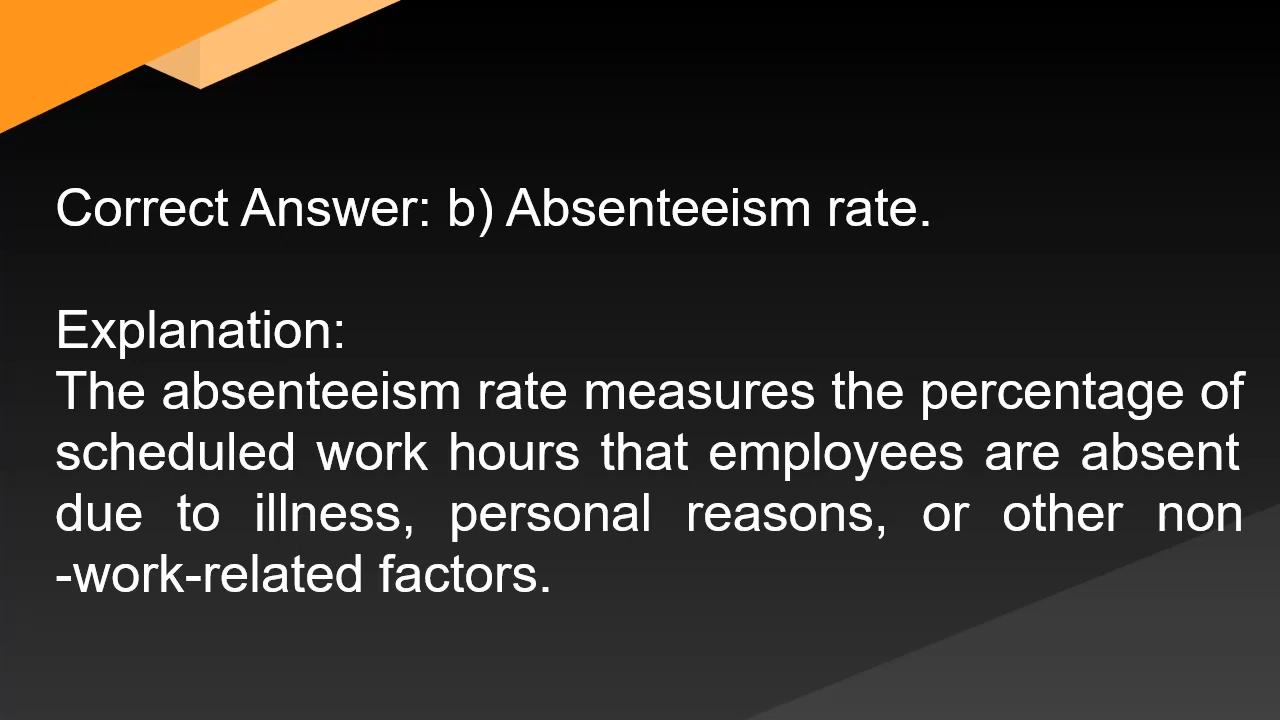 Correct Answer: b) Absenteeism rate.
Explanation:
The absenteeism rate measures the percentage of
scheduled work hours that employees are absent
due to illness, personal reasons, or other non
-work-related factors.